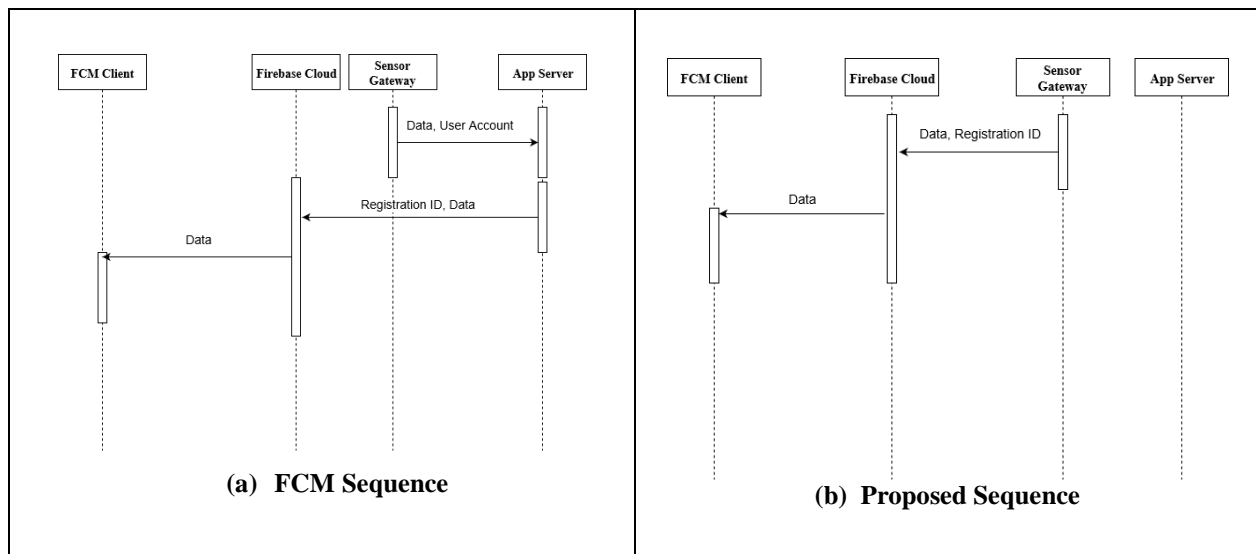 FCM Client
Firebase Cloud
Sensor
Gateway
App Server
Data, User Account
Registration ID, Data
Data
(a) FCM Sequence
FCM Client
Firebase Cloud
Sensor
Gateway
App Server
Data, Registration ID
Data
(b) Proposed Sequence